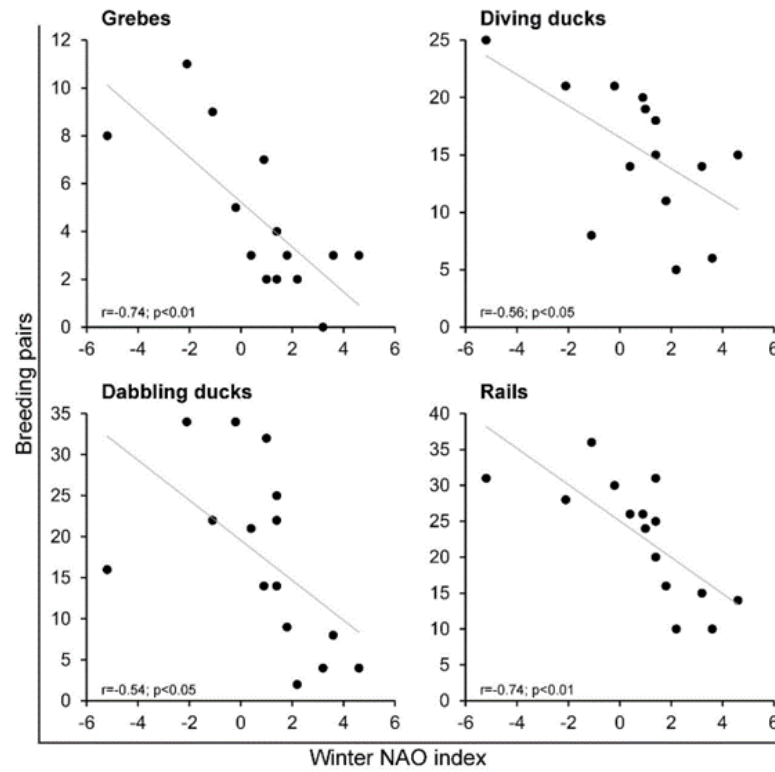 Grebes
12
10
8
6
4
2
0
r=-0.74; p<0.01
-6 -4 -2 0 2 4 6
Diving ducks
25
20
15
10
5
0
r=-0.56; p<0.05
-6 -4 -2 0 2 4 6
Dabbling ducks
35
30
25
20
15
10
5
0
r=-0.54; p<0.05
-6 -4 -2 0 2 4 6
Rails
40
35
30
25
20
15
10
5
0
r=-0.74; p<0.01
-6 -4 -2 0 2 4 6
Breeding pairs
Winter NAO index